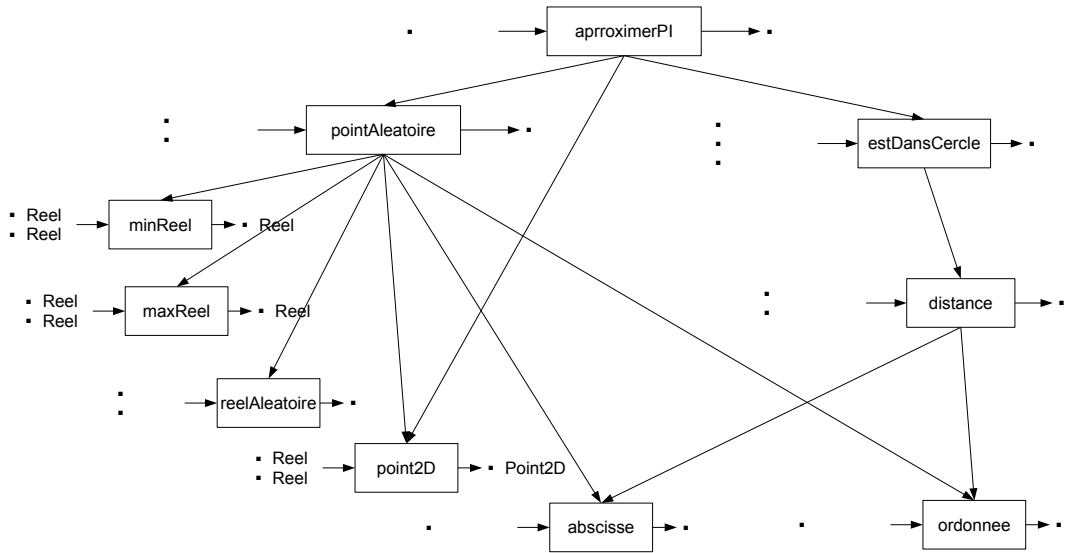 aprroximerPI
pointAleatoire
estDansCercle
▪ Reel
▪ Reel
minReel
▪ Reel
▪ Reel
▪ Reel
maxReel
▪ Reel
distance
reelAleatoire
▪ Reel
▪ Reel
point2D
▪ Point2D
abscisse
ordonnee